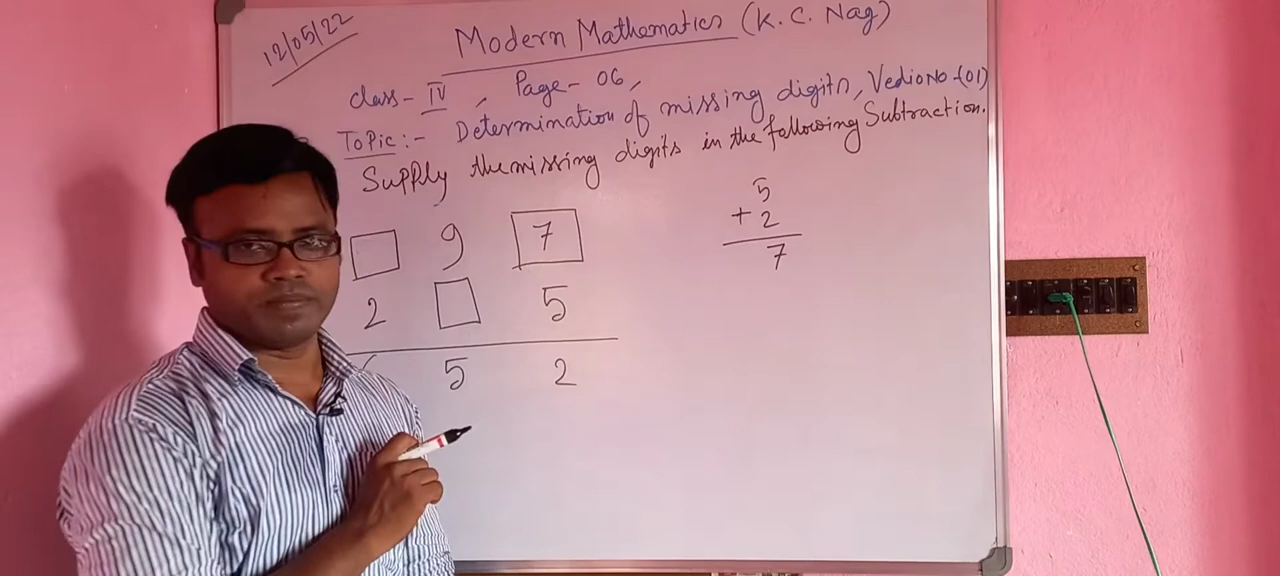 12/05/22
Modern Mathematics (K. C. Nag)
Class - IV, Page - 06,
Topic :- Determination of missing digits, Vedio No-(01)
Supply the missing digits in the following Subtraction.
9 7
2 5
5 2
5
+ 2
7